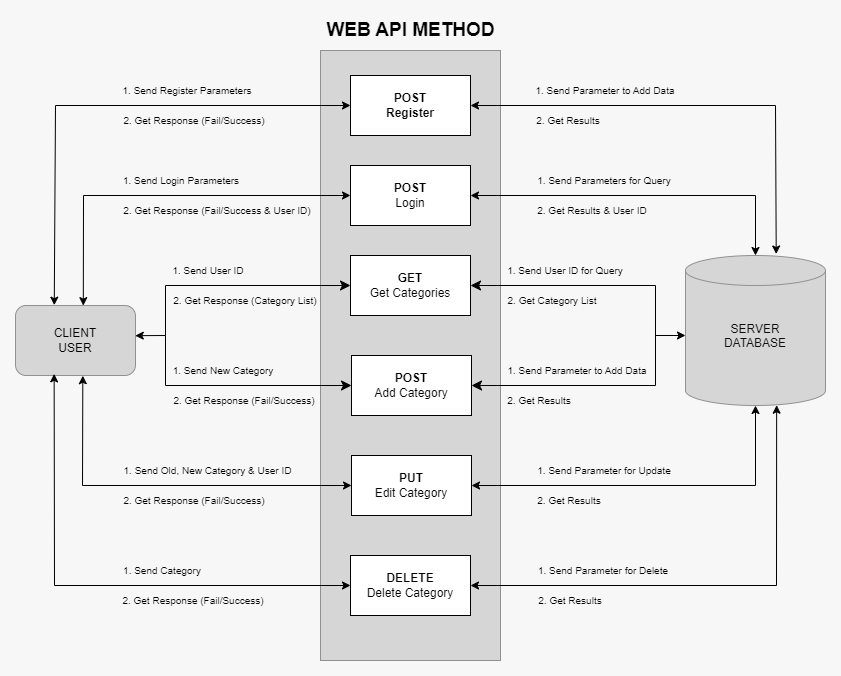 WEB API METHOD
1. Send Register Parameters
2. Get Response (Fail/Success)
POST
Register
1. Send Parameter to Add Data
2. Get Results
1. Send Login Parameters
2. Get Response (Fail/Success & User ID)
POST
Login
1. Send Parameters for Query
2. Get Results & User ID
1. Send User ID
2. Get Response (Category List)
GET
Get Categories
1. Send User ID for Query
2. Get Category List
CLIENT
USER
SERVER
DATABASE
1. Send New Category
2. Get Response (Fail/Success)
POST
Add Category
1. Send Parameter to Add Data
2. Get Results
1. Send Old, New Category & User ID
2. Get Response (Fail/Success)
PUT
Edit Category
1. Send Parameter for Update
2. Get Results
1. Send Category
2. Get Response (Fail/Success)
DELETE
Delete Category
1. Send Parameter for Delete
2. Get Results